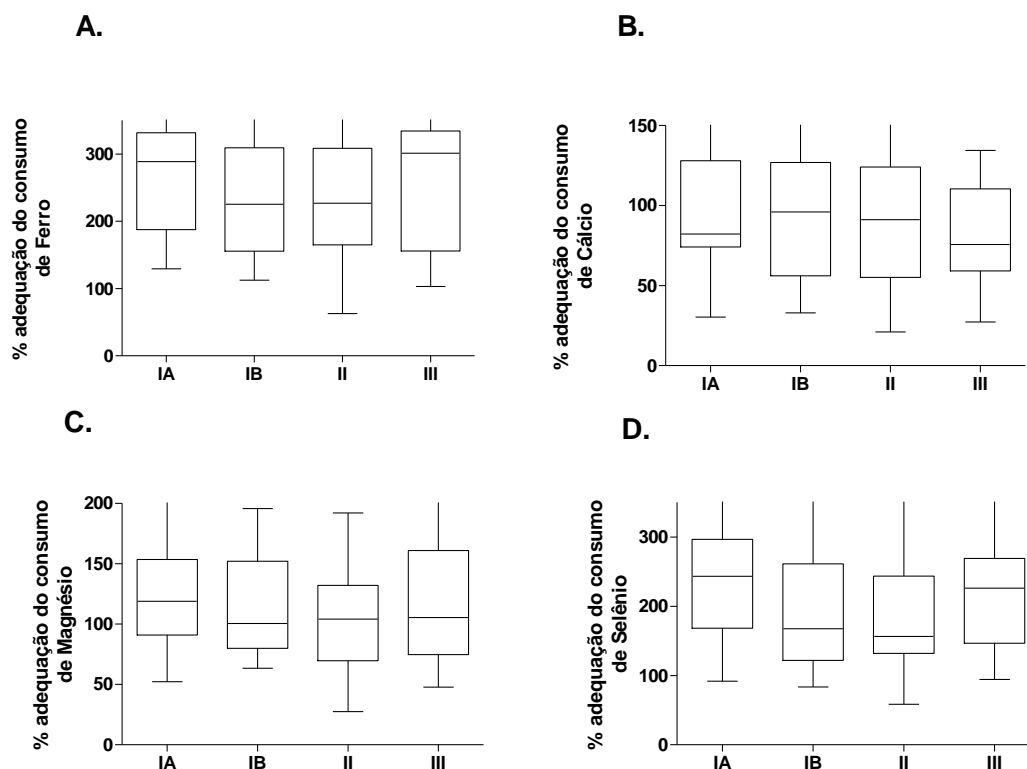 A.
% adequação do consumo
de Ferro
300
200
100
0
IA IB II III
B.
% adequação do consumo
de Cálcio
150
100
50
0
IA IB II III
C.
% adequação do consumo
de Magnésio
200
150
100
50
0
IA IB II III
D.
% adequação do consumo
de Selênio
300
200
100
0
IA IB II III